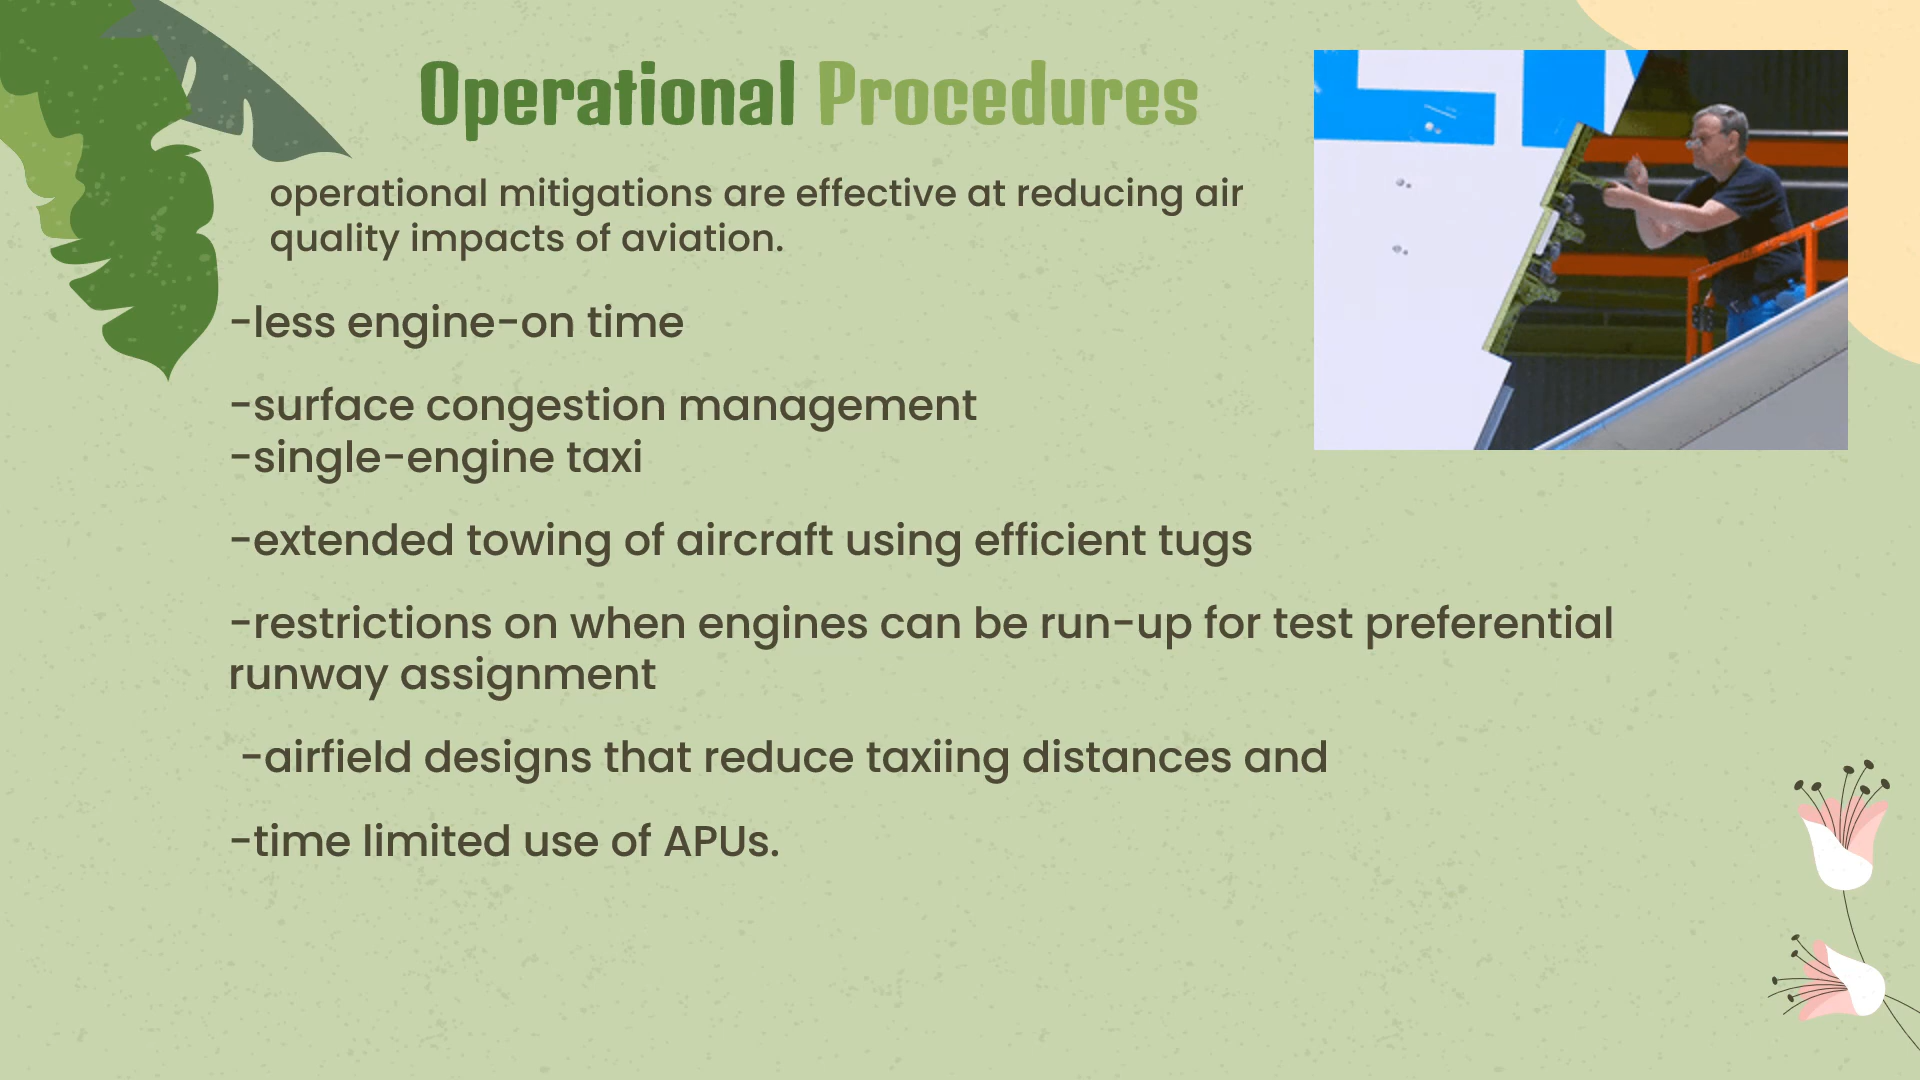 Operational Procedures
operational mitigations are effective at reducing air
quality impacts of aviation.
-less engine-on time
-surface congestion management
-single-engine taxi
-extended towing of aircraft using efficient tugs
-restrictions on when engines can be run-up for test preferential
runway assignment
-airfield designs that reduce taxiing distances and
-time limited use of APUs.